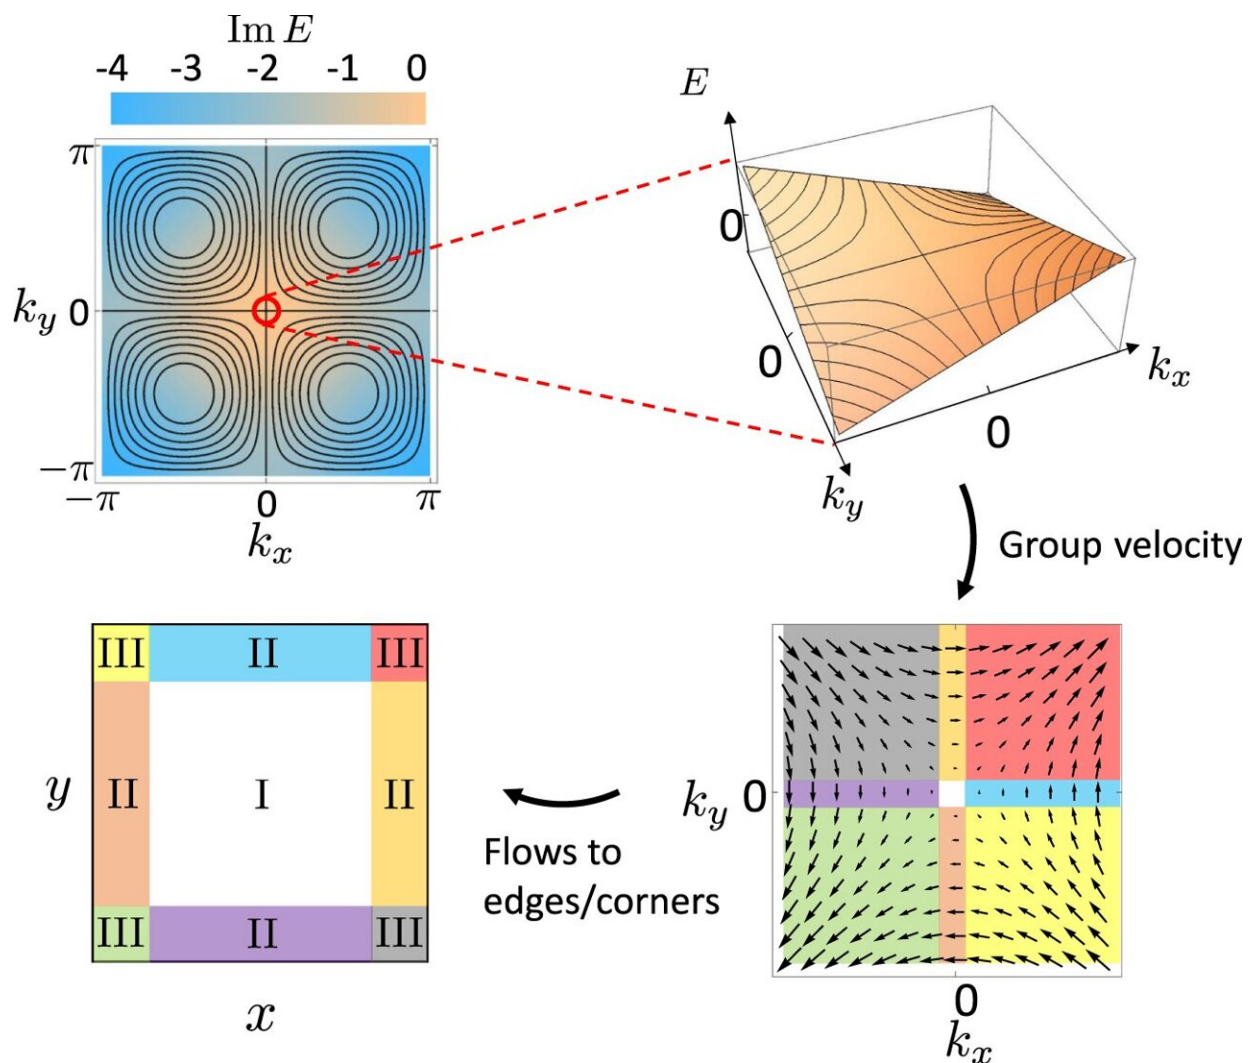 Im E
-4 -3 -2 -1 0
π
k_y 0
−π
−π 0 π
k_x
E
0
0
k_y
0
k_x
Group velocity
III II III
y II I II
III II III
x
Flows to
edges/corners
k_y 0
0
k_x